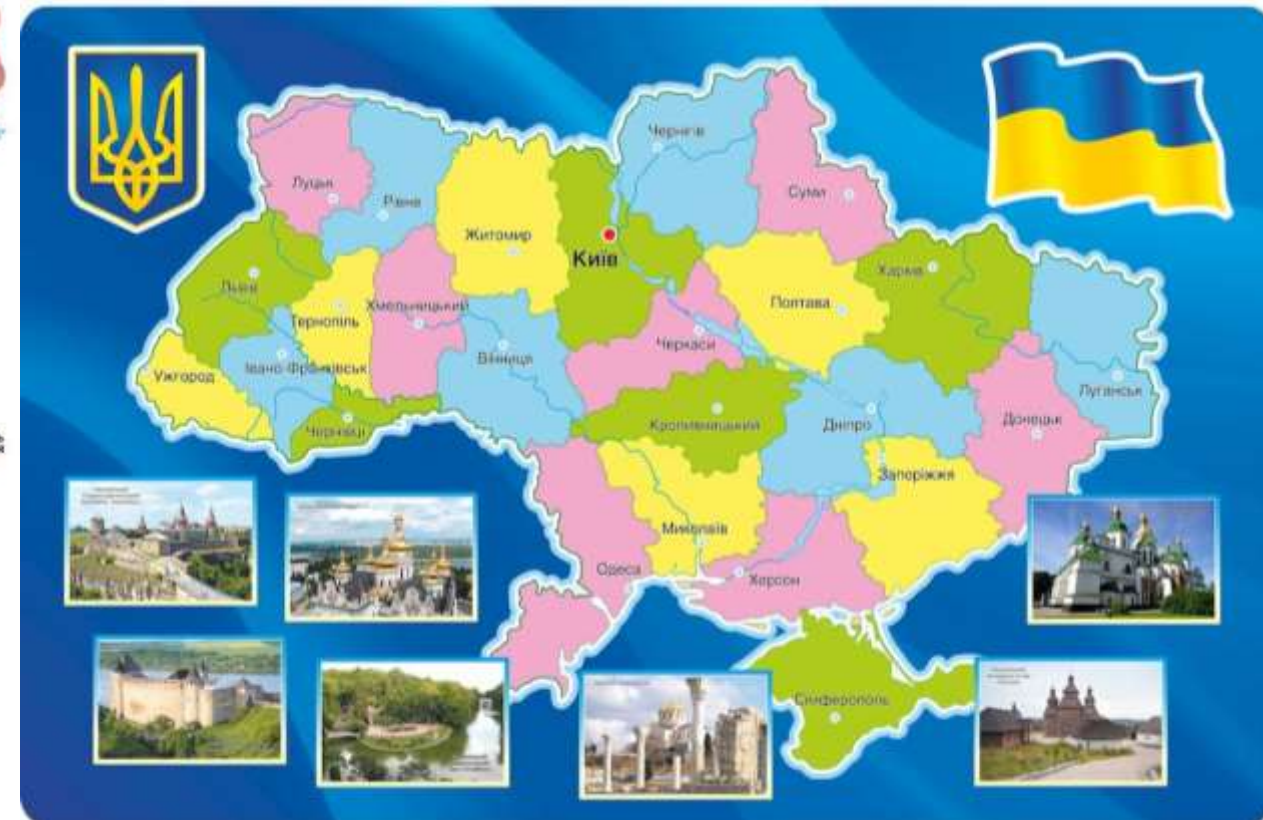 Чернігів
Луцьк
Рівне
Суми
Житомир
Київ
Харків
Львів
Полтава
Хмельницький
Тернопіль
Черкаси
Вінниця
Івано-Франківськ
Ужгород
Луганськ
Чернівці
Кропивницький
Дніпро
Донецьк
Запоріжжя
Миколаїв
Одеса
Херсон
Сімферополь